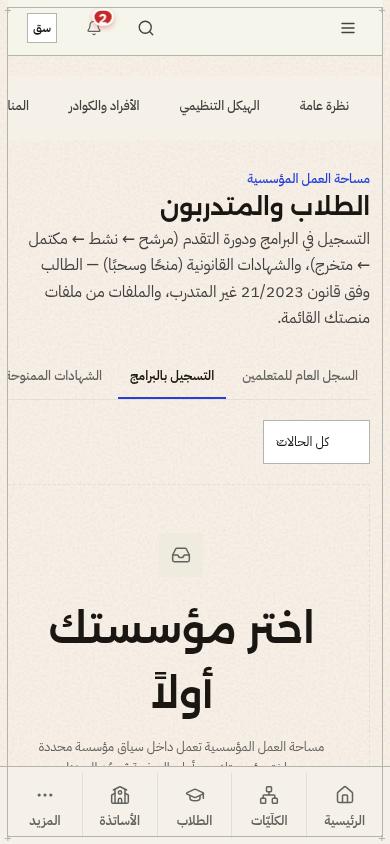 سق
2
نظرة عامة
الهيكل التنظيمي
الأفراد والكوادر
المنا
مساحة العمل المؤسسية
الطلاب والمتدربون
التسجيل في البرامج ودورة التقدم (مرشح ← نشط ← مكتمل
← متخرج)، والشهادات القانونية (منحًا وسحبًا) — الطالب
وفق قانون 21/2023 غير المتدرب، والملفات من ملفات
منصتك القائمة.
السجل العام للمتعلمين
التسجيل بالبرامج
الشهادات الممنوحة
كل الحالات
اختر مؤسستك
أولاً
مساحة العمل المؤسسية تعمل داخل سياق مؤسسة محددة
الرئيسية
الكليّات
الطلاب
الأساتذة
المزيد